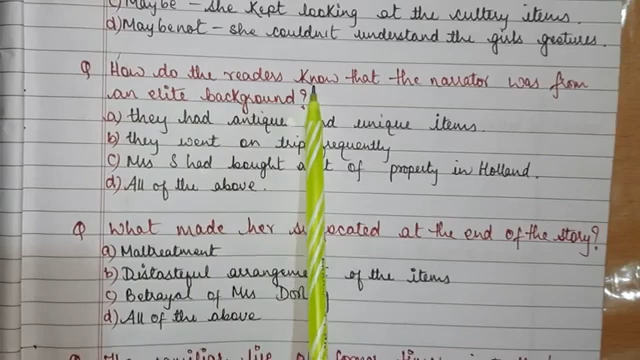 c) Maybe - she kept looking at the cutlery items.
d) Maybe not - she couldn't understand the girl's gestures.
Q How do the readers know that the narrator was from
an elite background?
a) they had antique and unique items.
b) they went on trip frequently
c) Mrs S had bought a lot of property in Holland.
d) All of the above.
Q What made her suffocated at the end of the story?
a) Maltreatment
b) Distasteful arrangement of the items
c) Betrayal of Mrs
d) All of the above